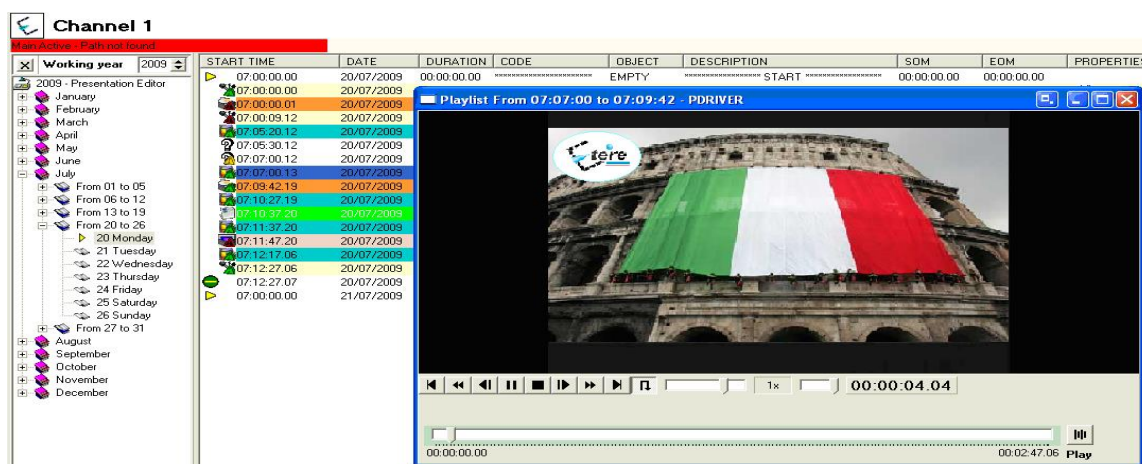 Channel 1
Main Active - Path not found
Working year 2009
START TIME DATE DURATION CODE OBJECT DESCRIPTION SOM EOM PROPERTIES
2009 - Presentation Editor
January
February
March
April
May
June
July
From 01 to 05
From 06 to 12
From 13 to 19
From 20 to 26
20 Monday
21 Tuesday
22 Wednesday
23 Thursday
24 Friday
25 Saturday
26 Sunday
From 27 to 31
August
September
October
November
December
07:00:00.00 20/07/2009 00:00:00.00 ************************ EMPTY ******************* START ******************* 00:00:00.00 00:00:00.00
07:00:00.00 20/07/2009
07:00:00.01 20/07/2009
07:00:09.12 20/07/2009
07:05:20.12 20/07/2009
07:05:30.12 20/07/2009
07:07:00.12 20/07/2009
07:07:00.13 20/07/2009
07:09:42.19 20/07/2009
07:10:27.19 20/07/2009
07:10:37.20 20/07/2009
07:11:37.20 20/07/2009
07:11:47.20 20/07/2009
07:12:17.06 20/07/2009
07:12:27.06 20/07/2009
07:12:27.07 20/07/2009
07:00:00.00 21/07/2009
Playlist From 07:07:00 to 07:09:42 - PDRIVER
Etere
1x
00:00:04.04
00:00:00.00 00:02:47.06 Play